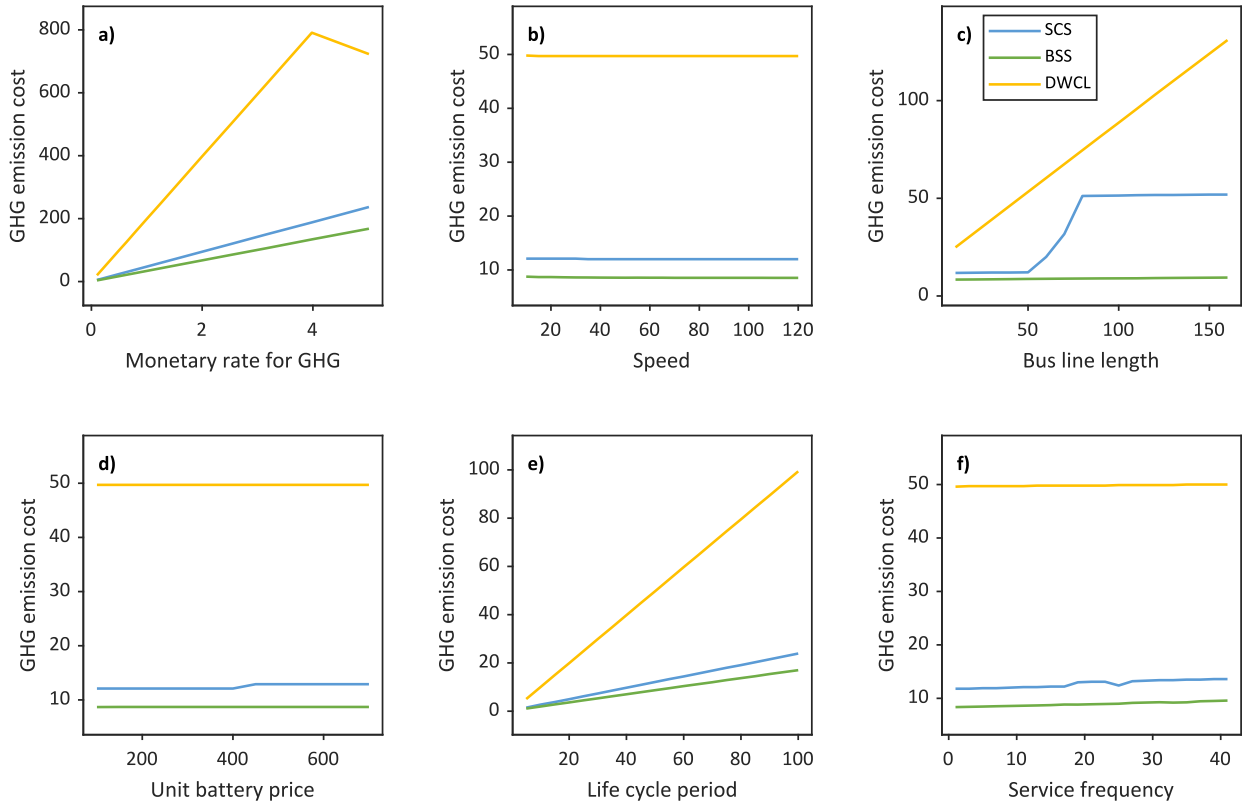 a)
GHG emission cost
800
600
400
200
0
0 2 4
Monetary rate for GHG
b)
GHG emission cost
50
40
30
20
10
20 40 60 80 100 120
Speed
c)
SCS
BSS
DWCL
GHG emission cost
100
50
0
50 100 150
Bus line length
d)
GHG emission cost
50
40
30
20
10
200 400 600
Unit battery price
e)
GHG emission cost
100
80
60
40
20
0
20 40 60 80 100
Life cycle period
f)
GHG emission cost
50
40
30
20
10
0 10 20 30 40
Service frequency